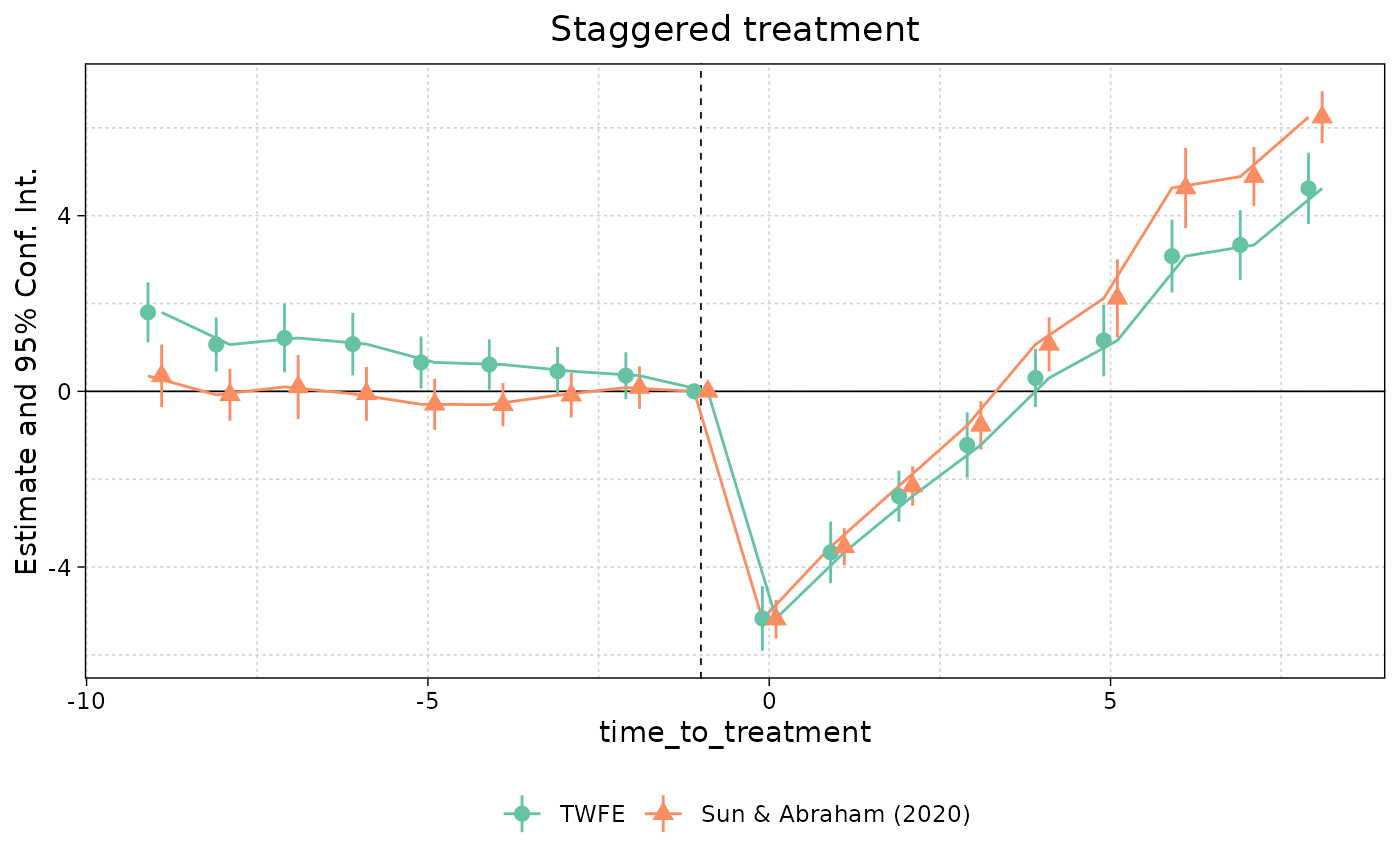 Staggered treatment
Estimate and 95% Conf. Int.
4
0
-4
-10 -5 0 5
time_to_treatment
TWFE Sun & Abraham (2020)